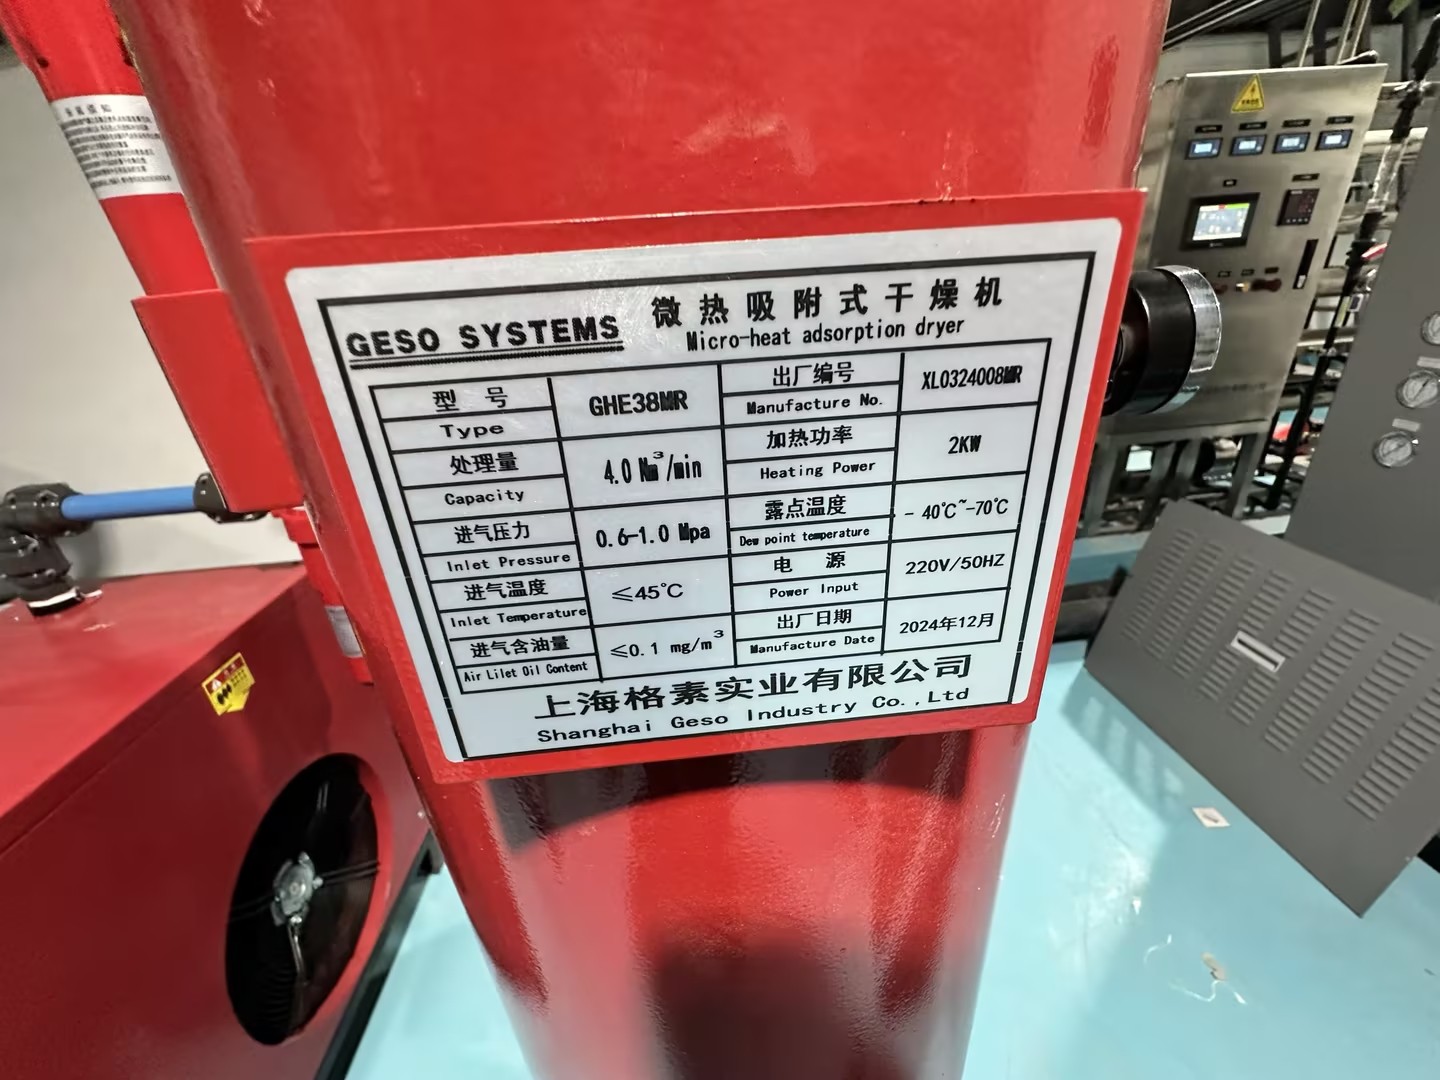 GESO SYSTEMS
微热吸附式干燥机
Micro-heat adsorption dryer
型 号
Type
GHE38MR
出厂编号
Manufacture No.
XL0324008MR
处理量
Capacity
4.0 Nm³/min
加热功率
Heating Power
2KW
进气压力
Inlet Pressure
0.6-1.0 Mpa
露点温度
Dew point temperature
- 40℃~-70℃
进气温度
Inlet Temperature
≤45℃
电 源
Power Input
220V/50HZ
进气含油量
Air Lilet Oil Content
≤0.1 mg/m³
出厂日期
Manufacture Date
2024年12月
上海格素实业有限公司
Shanghai Geso Industry Co.,Ltd